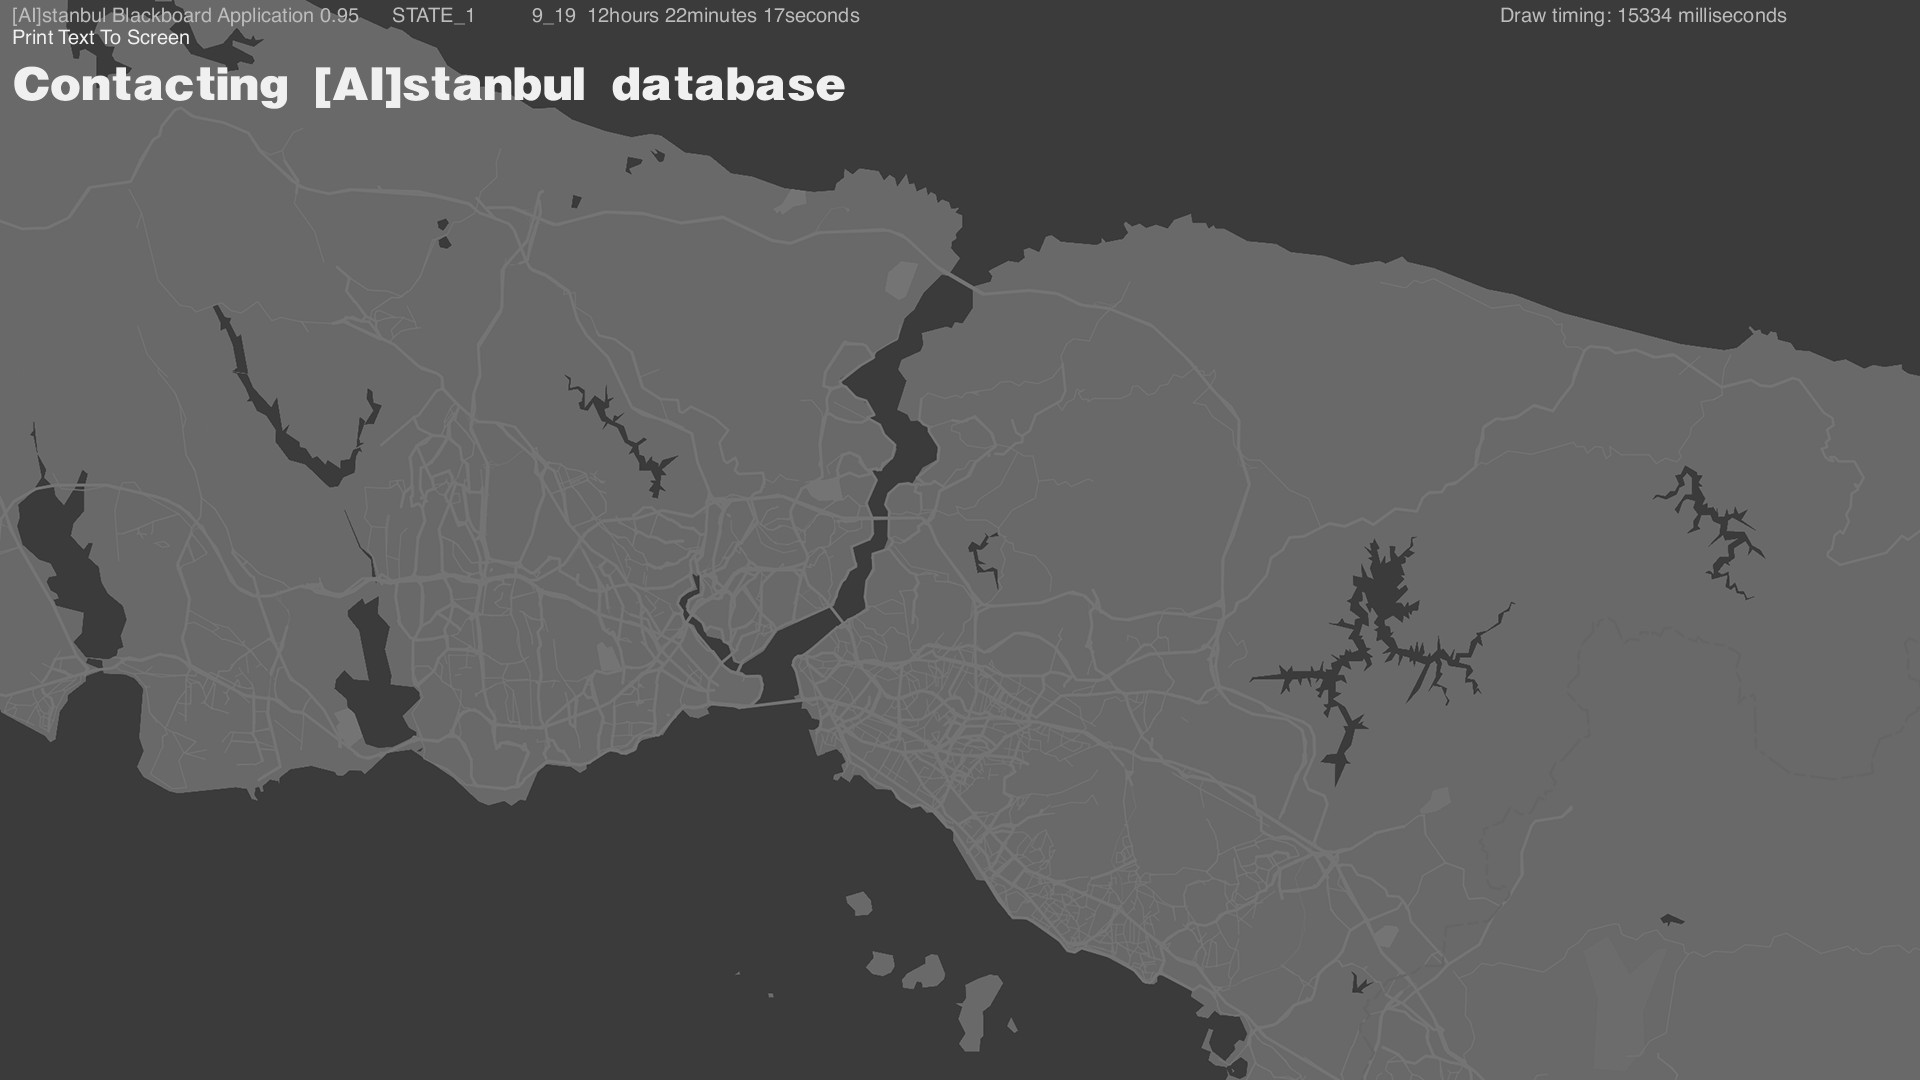 [AI]stanbul Blackboard Application 0.95 STATE_1 9_19 12hours 22minutes 17seconds Draw timing: 15334 milliseconds
Print Text To Screen
Contacting [AI]stanbul database